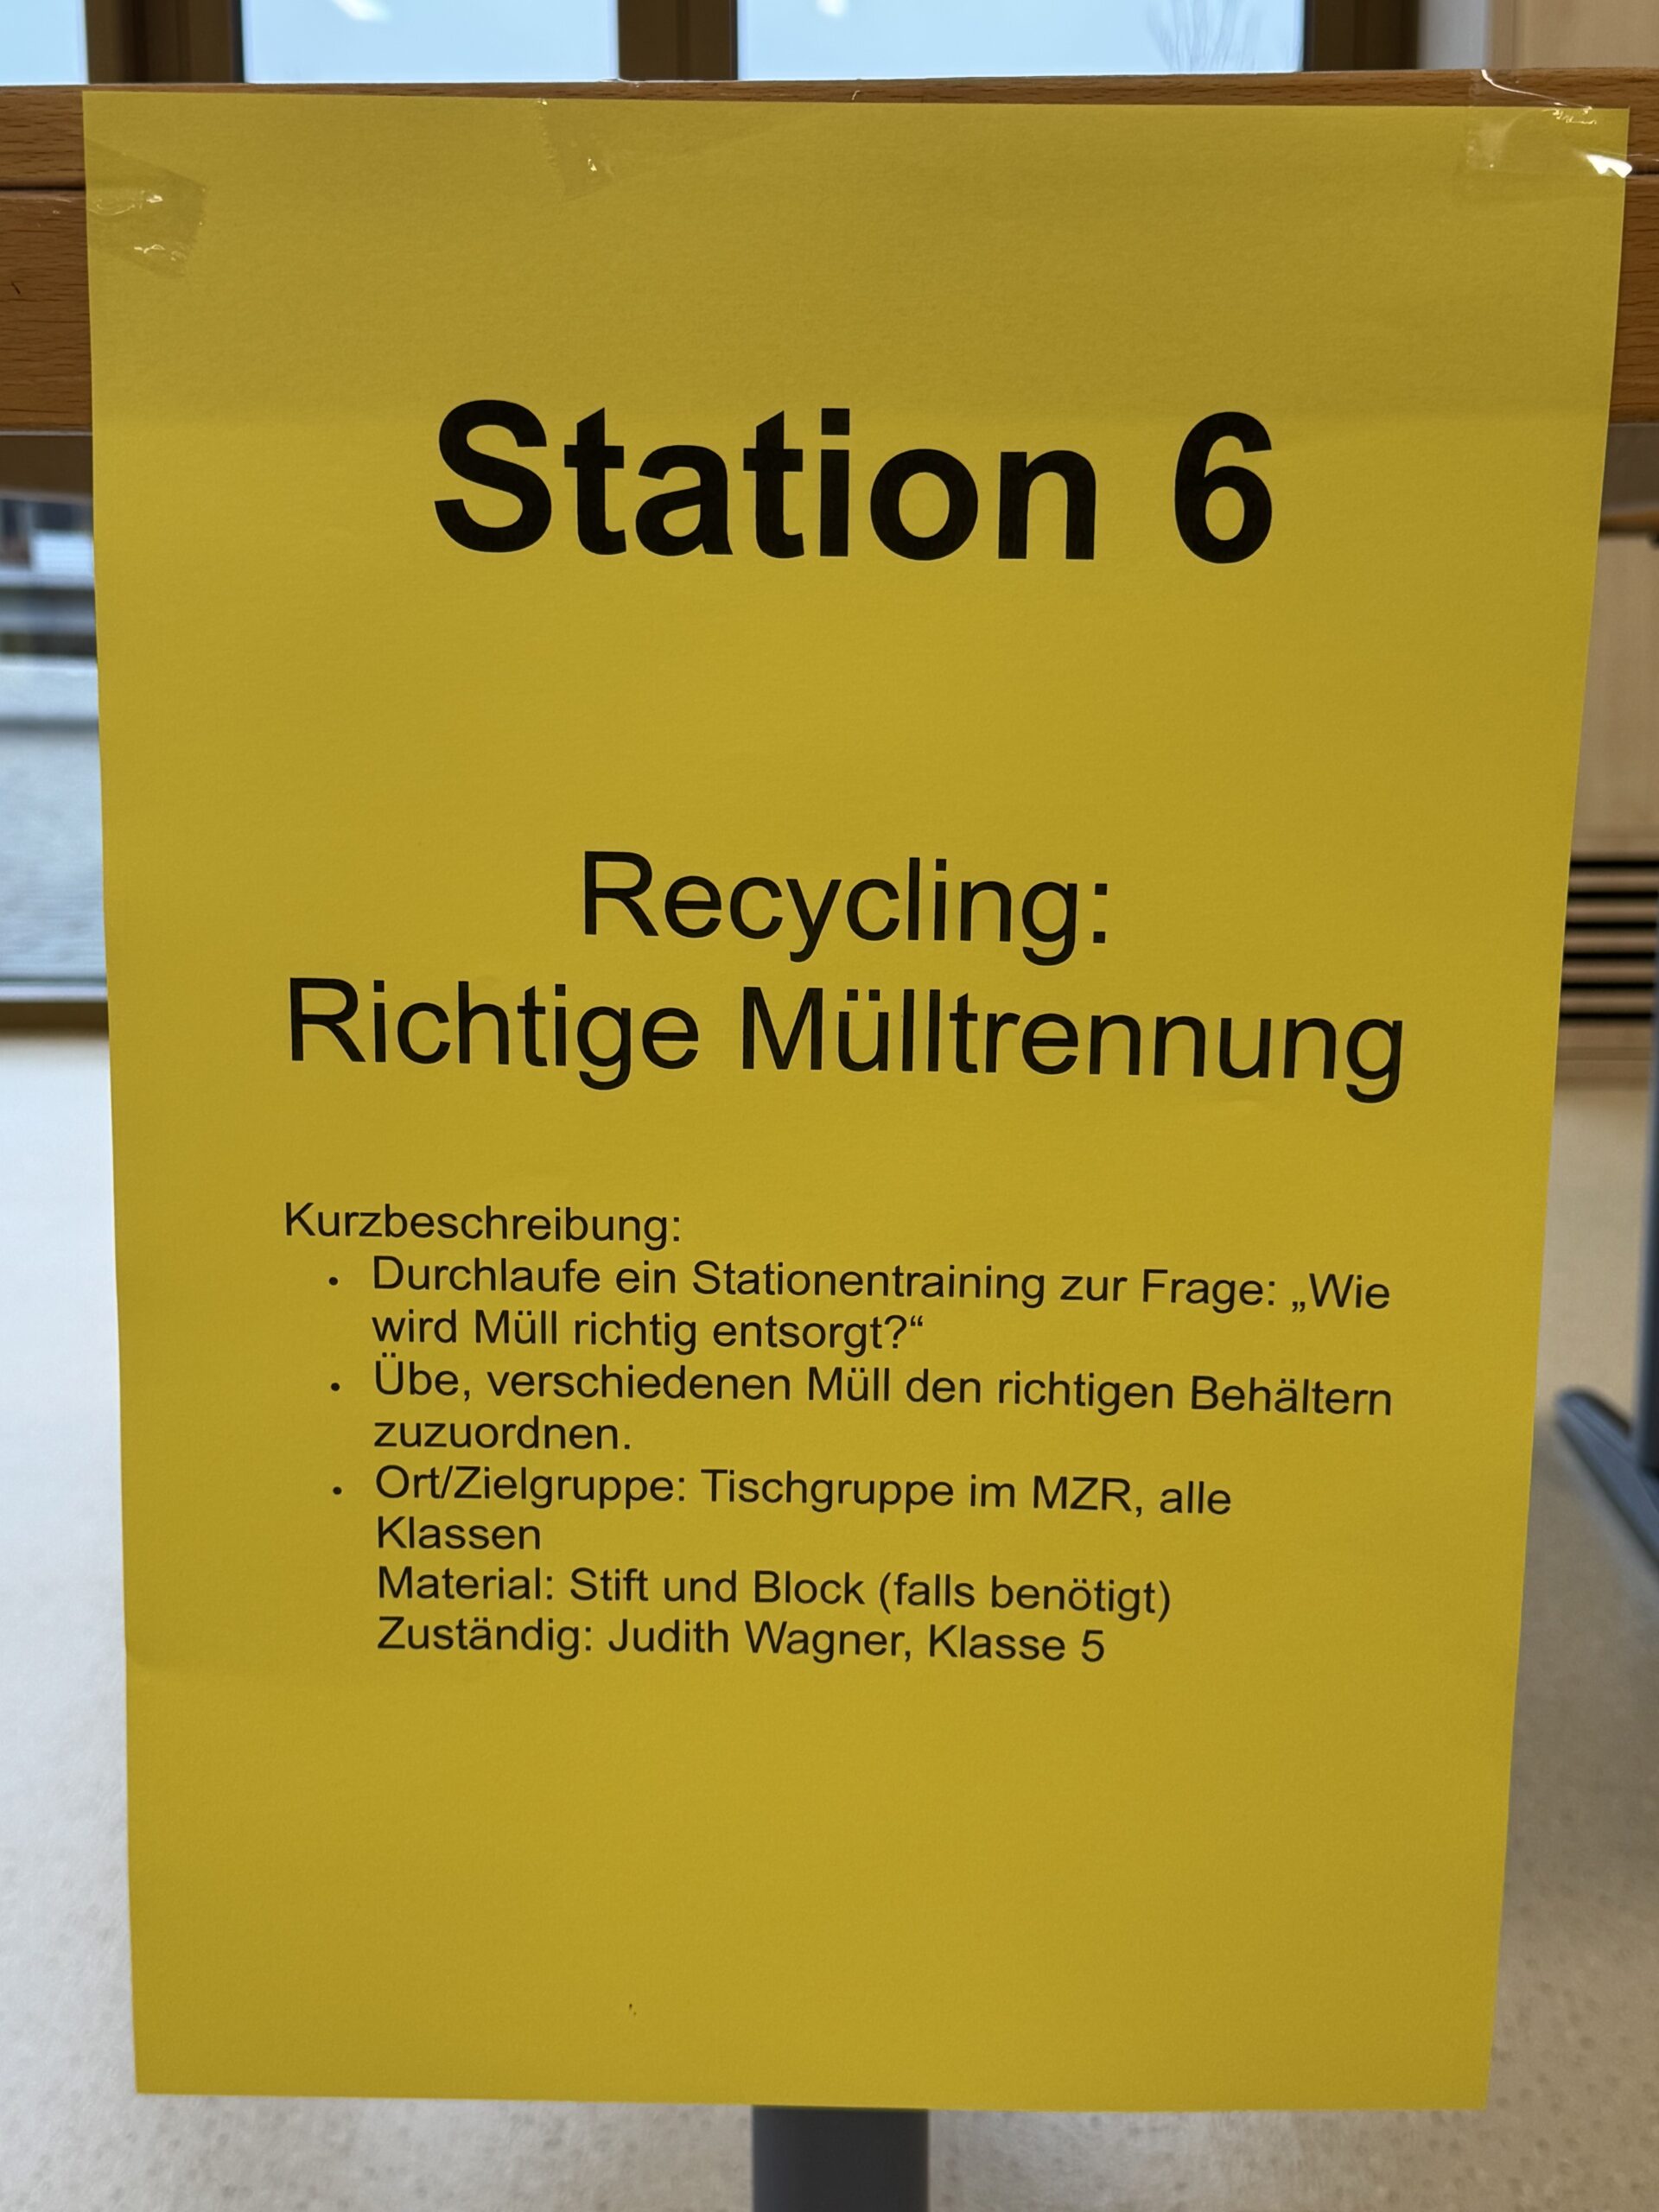 Station 6
Recycling:
Richtige Mülltrennung
Kurzbeschreibung:
• Durchlaufe ein Stationentraining zur Frage: „Wie
wird Müll richtig entsorgt?“
• Übe, verschiedenen Müll den richtigen Behältern
zuzuordnen.
• Ort/Zielgruppe: Tischgruppe im MZR, alle
Klassen
Material: Stift und Block (falls benötigt)
Zuständig: Judith Wagner, Klasse 5